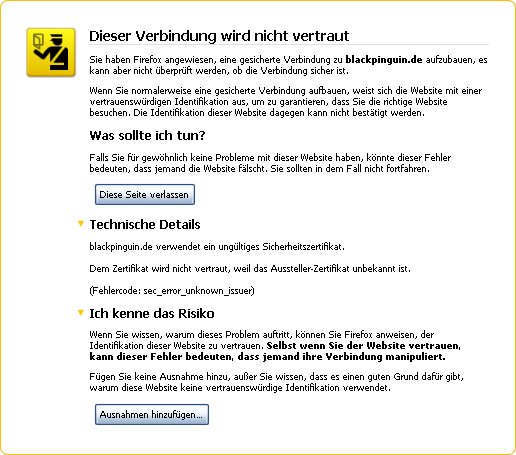 Dieser Verbindung wird nicht vertraut
Sie haben Firefox angewiesen, eine gesicherte Verbindung zu blackpinguin.de aufzubauen, es
kann aber nicht überprüft werden, ob die Verbindung sicher ist.
Wenn Sie normalerweise eine gesicherte Verbindung aufbauen, weist sich die Website mit einer
vertrauenswürdigen Identifikation aus, um zu garantieren, dass Sie die richtige Website
besuchen. Die Identifikation dieser Website dagegen kann nicht bestätigt werden.
Was sollte ich tun?
Falls Sie für gewöhnlich keine Probleme mit dieser Website haben, könnte dieser Fehler
bedeuten, dass jemand die Website fälscht. Sie sollten in dem Fall nicht fortfahren.
Diese Seite verlassen
Technische Details
blackpinguin.de verwendet ein ungültiges Sicherheitszertifikat.
Dem Zertifikat wird nicht vertraut, weil das Aussteller-Zertifikat unbekannt ist.
(Fehlercode: sec_error_unknown_issuer)
Ich kenne das Risiko
Wenn Sie wissen, warum dieses Problem auftritt, können Sie Firefox anweisen, der
Identifikation dieser Website zu vertrauen. Selbst wenn Sie der Website vertrauen,
kann dieser Fehler bedeuten, dass jemand ihre Verbindung manipuliert.
Fügen Sie keine Ausnahme hinzu, außer Sie wissen, dass es einen guten Grund dafür gibt,
warum diese Website keine vertrauenswürdige Identifikation verwendet.
Ausnahmen hinzufügen...